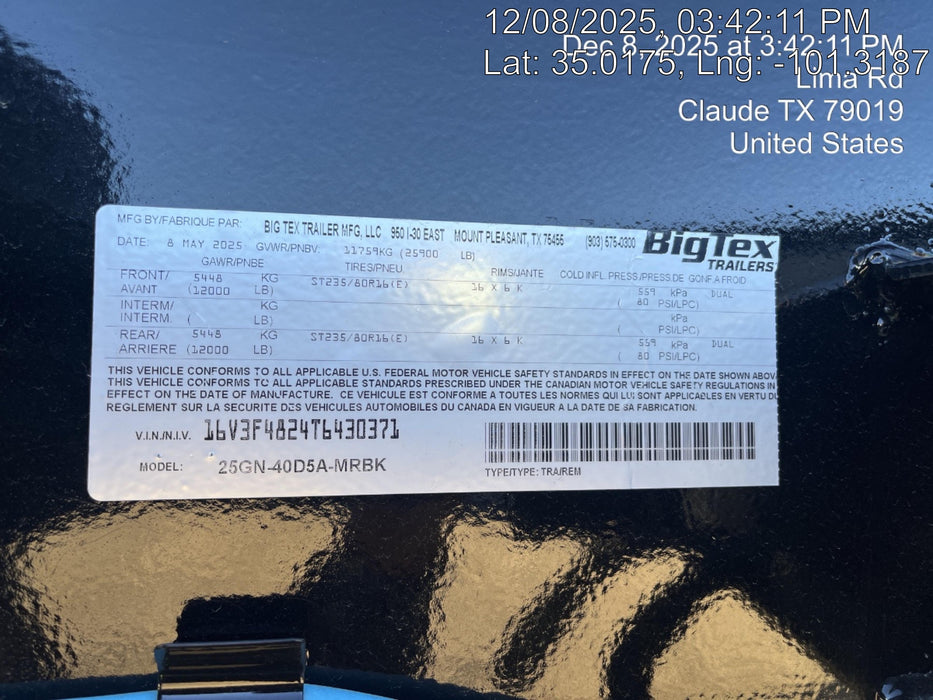 12/08/2025, 03:42:11 PM
Dec 8, 2025 at 3:42:11 PM
Lat: 35.0175, Lng: -101.3187
Lima Rd
Claude TX 79019
United States
MFG BY/FABRIQUE PAR: BIG TEX TRAILER MFG, LLC 950 I-30 EAST MOUNT PLEASANT, TX 75455 (903) 575-0300
BigTex
TRAILERS
DATE: 8 MAY 2025 GVWR/PNBV: 11759KG (25900 LB)
GAWR/PNBE TIRES/PNEU. RIMS/JANTE COLD INFL. PRESS./PRESS.DE GONFA FROID
FRONT/ 5448 KG ST235/80R16(E) 16 X 6 K 559 kPa DUAL
AVANT (12000 LB) ( 80 PSI/LPC)
INTERM/ KG kPa
INTERM. ( LB) ( PSI/LPC)
REAR/ 5448 KG ST235/80R16(E) 16 X 6 K 559 kPa DUAL
ARRIERE (12000 LB) ( 80 PSI/LPC)
THIS VEHICLE CONFORMS TO ALL APPLICABLE U.S. FEDERAL MOTOR VEHICLE SAFETY STANDARDS IN EFFECT ON THE DATE SHOWN ABOV
THIS VEHICLE CONFORMS TO ALL APPLICABLE STANDARDS PRESCRIBED UNDER THE CANADIAN MOTOR VEHICLE SAFETY REGULATIONS IN
EFFECT ON THE DATE OF MANUFACTURE. CE VEHICULE EST CONFORME A TOUTES LES NORMES QUI LUI SONT APPLICABLES EN VERTU DU
REGLEMENT SUR LA SECURITE DES VEHICULES AUTOMOBILES DU CANADA EN VIGUEUR A LA DATE DE SA FABRICATION.
V.I.N./N.I.V. 16V3F4824T6430371
MODEL: 25GN-40D5A-MRBK
TYPE/TYPE: TRA/REM